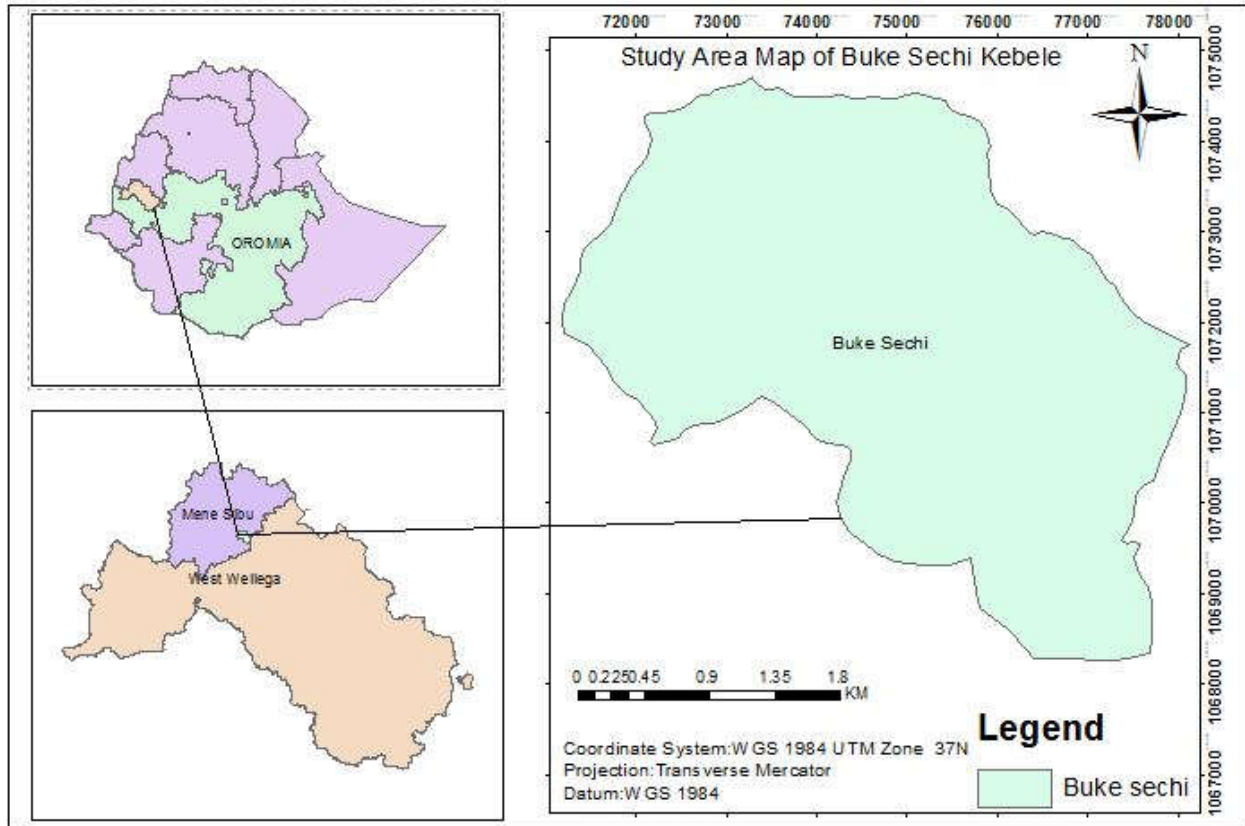 OROMIA
Mene Sibu
West Wellega
72000 73000 74000 75000 76000 77000 78000
Study Area Map of Buke Sechi Kebele
N
1075000
1074000
1073000
1072000
1071000
1070000
1069000
1068000
1067000
Buke Sechi
0 0.2250.45 0.9 1.35 1.8
KM
Coordinate System:WGS 1984 UTM Zone 37N
Projection:Transverse Mercator
Datum:WGS 1984
Legend
Buke sechi